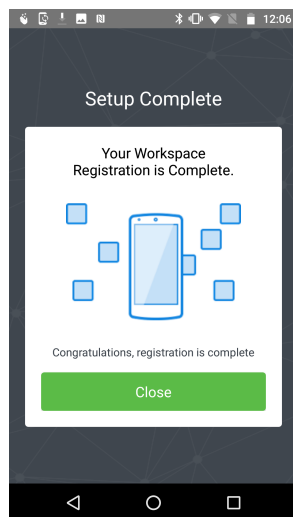 12:06
Setup Complete
Your Workspace
Registration is Complete.
Congratulations, registration is complete
Close